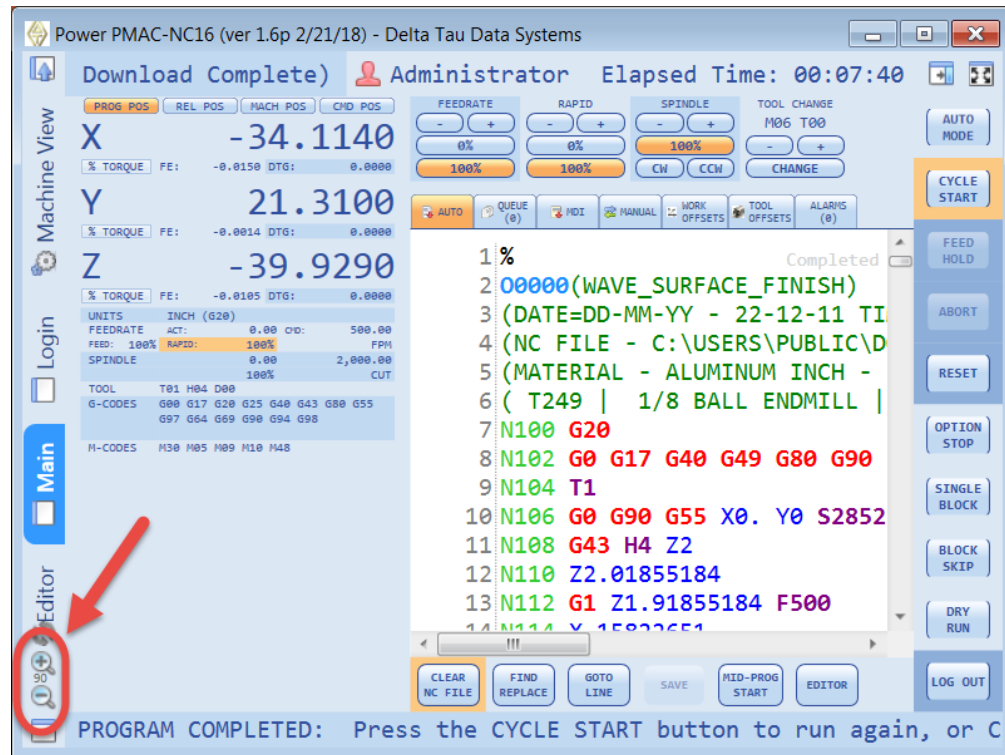 Power PMAC-NC16 (ver 1.6p 2/21/18) - Delta Tau Data Systems
Download Complete) Administrator Elapsed Time: 00:07:40
Machine View
Login
Main
Editor
90
PROG POS REL POS MACH POS CMD POS
X -34.1140
% TORQUE FE: -0.0150 DTG: 0.0000
Y 21.3100
% TORQUE FE: -0.0014 DTG: 0.0000
Z -39.9290
% TORQUE FE: -0.0105 DTG: 0.0000
UNITS INCH (G20)
FEEDRATE ACT: 0.00 CMD: 500.00
FEED: 100% RAPID: 100% FPM
SPINDLE 0.00 2,000.00
100% CUT
TOOL T01 H04 D00
G-CODES G00 G17 G20 G25 G40 G43 G80 G55
G97 G64 G69 G90 G94 G98
M-CODES M30 M05 M09 M10 M48
FEEDRATE RAPID SPINDLE TOOL CHANGE
- + - + - + M06 T00
0% 0% 100% - +
100% 100% CW CCW CHANGE
AUTO QUEUE (0) MDI MANUAL WORK OFFSETS TOOL OFFSETS ALARMS (0)
1 %
Completed
2 O0000(WAVE_SURFACE_FINISH)
3 (DATE=DD-MM-YY - 22-12-11 TI
4 (NC FILE - C:\USERS\PUBLIC\D
5 (MATERIAL - ALUMINUM INCH -
6 ( T249 | 1/8 BALL ENDMILL |
7 N100 G20
8 N102 G0 G17 G40 G49 G80 G90
9 N104 T1
10 N106 G0 G90 G55 X0. Y0 S2852
11 N108 G43 H4 Z2
12 N110 Z2.01855184
13 N112 G1 Z1.91855184 F500
14 N114 X.15822651
CLEAR NC FILE
FIND REPLACE
GOTO LINE
SAVE
MID-PROG START
EDITOR
AUTO MODE
CYCLE START
FEED HOLD
ABORT
RESET
OPTION STOP
SINGLE BLOCK
BLOCK SKIP
DRY RUN
LOG OUT
PROGRAM COMPLETED: Press the CYCLE START button to run again, or C